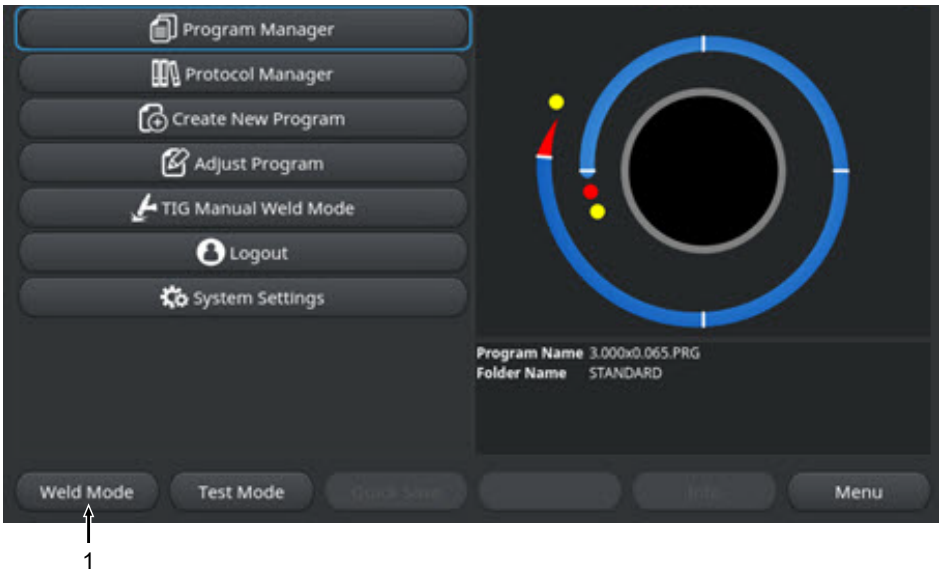 Program Manager
Protocol Manager
Create New Program
Adjust Program
TIG Manual Weld Mode
Logout
System Settings
Program Name 3.000x0.065.PRG
Folder Name STANDARD
Weld Mode
Test Mode
Quick Save
Info
Menu
1